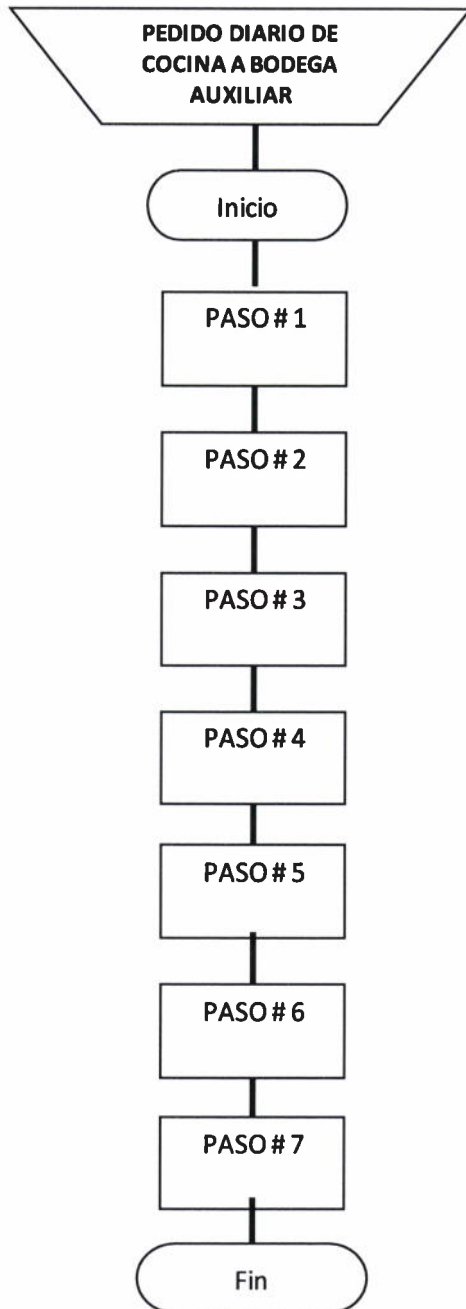 PEDIDO DIARIO DE
COCINA A BODEGA
AUXILIAR
Inicio
PASO # 1
PASO # 2
PASO # 3
PASO # 4
PASO # 5
PASO # 6
PASO # 7
Fin